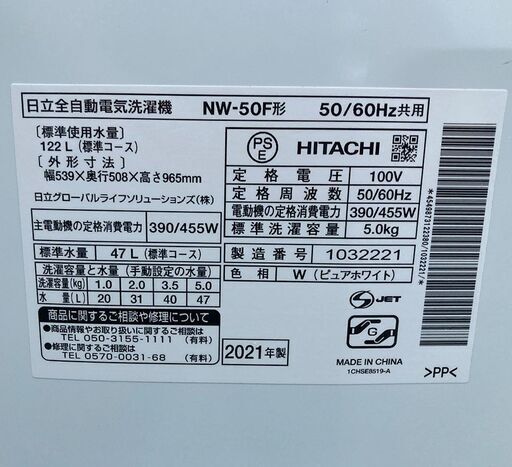 日立全自動電気洗濯機 NW-50F形 50/60Hz共用
〔標準使用水量〕
122 L (標準コース)
〔外形寸法〕
幅539×奥行508×高さ965mm
日立グローバルライフソリューションズ(株)
主電動機の定格消費電力 390/455W
標準水量 47 L (標準コース)
洗濯容量と水量 (手動設定の水量)
洗濯容量(kg) 1.0 2.0 3.5 5.0
水量(L) 20 31 40 47
商品に関するご相談や修理について
●商品情報やお取り扱いに関するご相談
TEL 050-3155-1111 (有料)
●修理に関するご相談
TEL 0570-0031-68 (有料)
PS
E
HITACHI
定格電圧 100V
定格周波数 50/60Hz
電動機の定格消費電力 390/455W
標準洗濯容量 5.0kg
製造番号 1032221
色相 W (ピュアホワイト)
2021年製
S JET
G
MADE IN CHINA
1CHSE8519-A
*4549873122380/1032221/*
>PP<